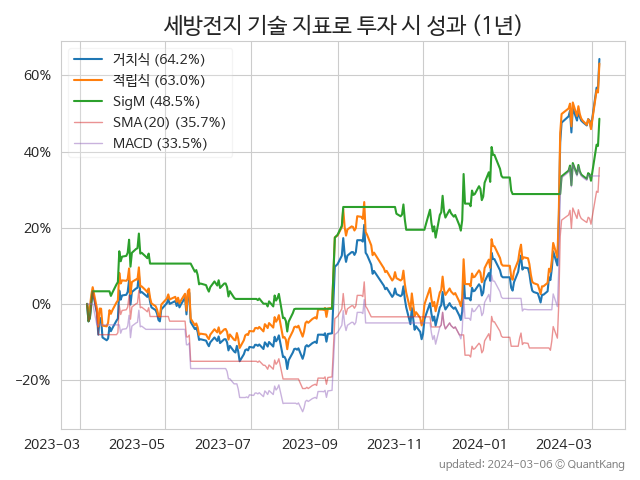 세방전지 기술 지표로 투자 시 성과 (1년)
거치식 (64.2%)
적립식 (63.0%)
SigM (48.5%)
SMA(20) (35.7%)
MACD (33.5%)
60%
40%
20%
0%
−20%
2023-03 2023-05 2023-07 2023-09 2023-11 2024-01 2024-03
updated: 2024-03-06 © QuantKang